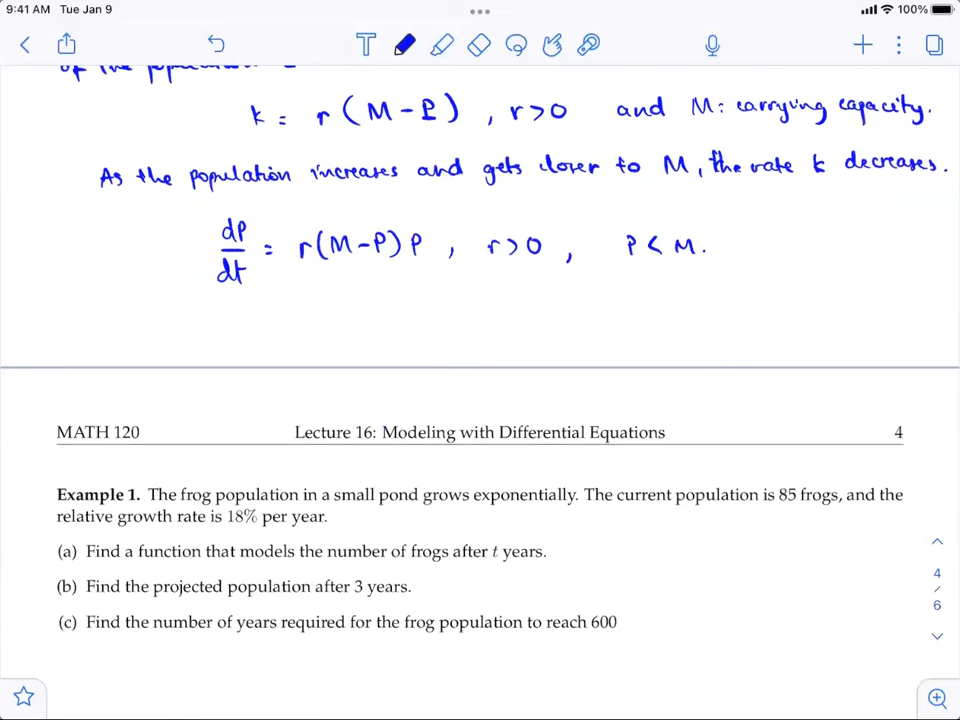 9:41 AM Tue Jan 9 100%
of the population
k = r (M - P) , r > 0 and M : carrying capacity.
As the population increases and gets closer to M, the rate k decreases.
dP/dt = r(M-P) P , r > 0 , P < M.
MATH 120 Lecture 16: Modeling with Differential Equations 4
Example 1. The frog population in a small pond grows exponentially. The current population is 85 frogs, and the
relative growth rate is 18% per year.
(a) Find a function that models the number of frogs after t years.
(b) Find the projected population after 3 years.
(c) Find the number of years required for the frog population to reach 600
4
/
6